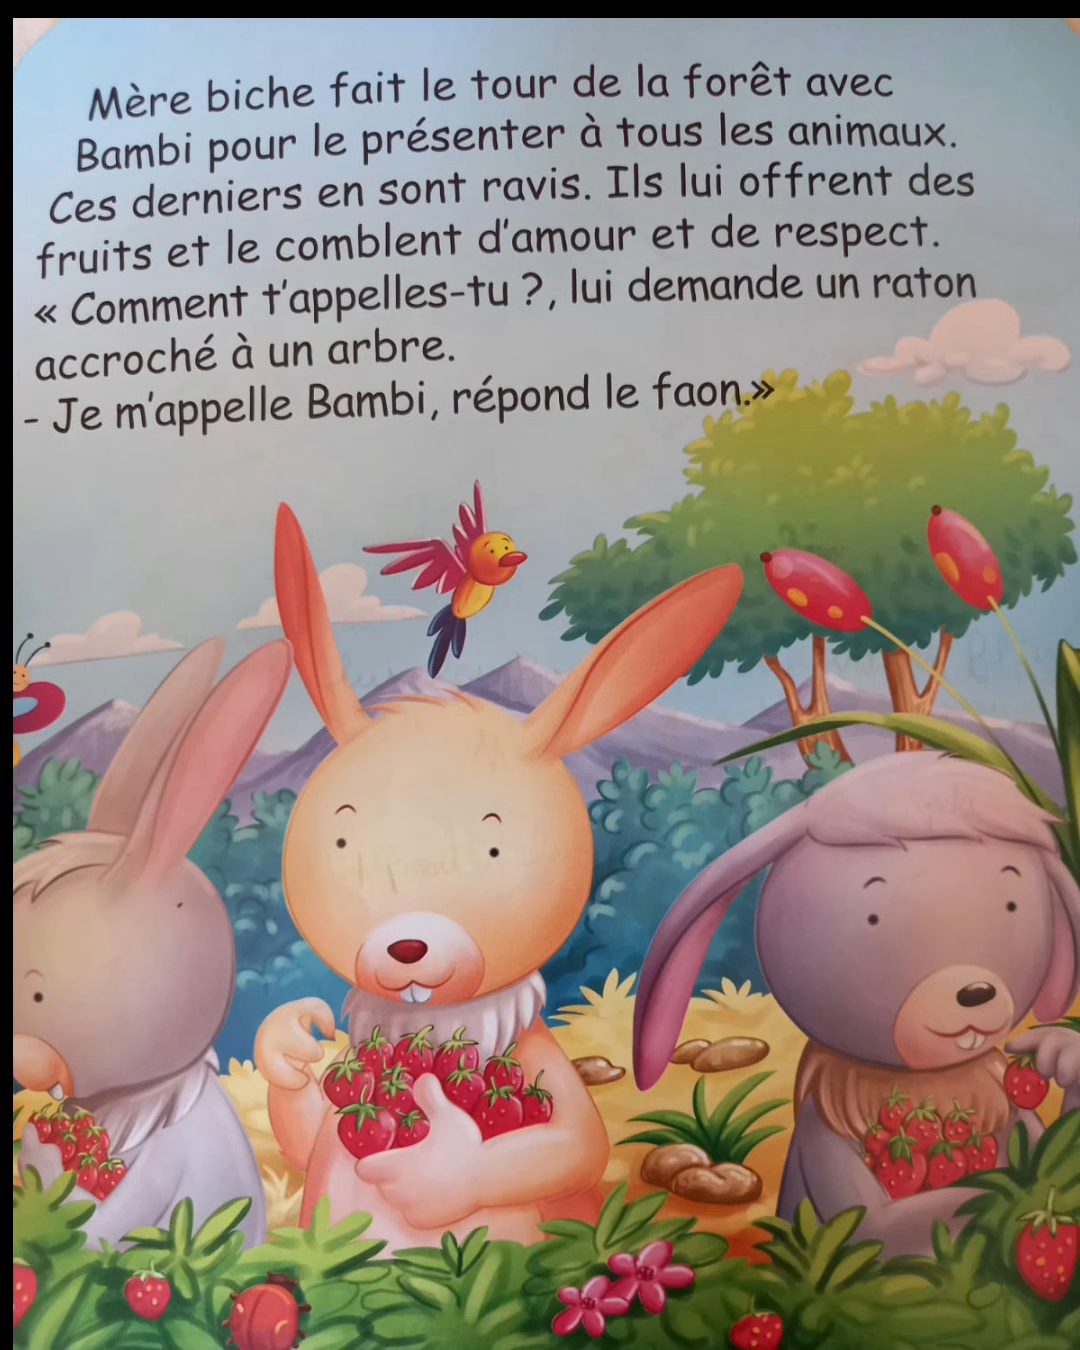 Mère biche fait le tour de la forêt avec
Bambi pour le présenter à tous les animaux.
Ces derniers en sont ravis. Ils lui offrent des
fruits et le comblent d'amour et de respect.
« Comment t'appelles-tu ?, lui demande un raton
accroché à un arbre.
- Je m'appelle Bambi, répond le faon.»